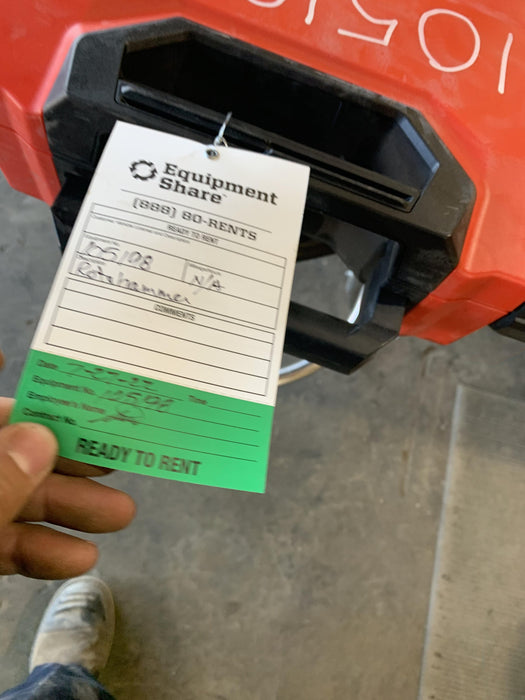 10510
Equipment
Share
(888) 80-RENTS
READY TO RENT
105108
N/A
Rotohammer
COMMENTS
Date
Time
Equipment No. 105108
Employee's Name
Contract No.
READY TO RENT